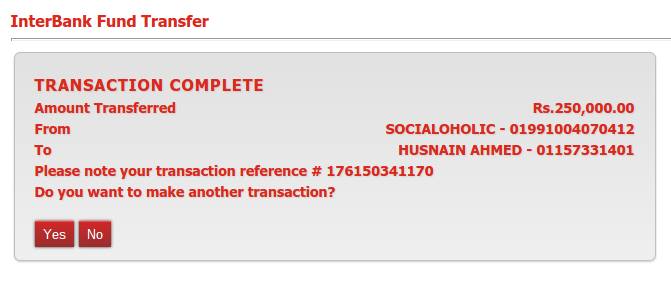 InterBank Fund Transfer
TRANSACTION COMPLETE
Amount Transferred Rs.250,000.00
From SOCIALOHOLIC - 01991004070412
To HUSNAIN AHMED - 01157331401
Please note your transaction reference # 176150341170
Do you want to make another transaction?
Yes No